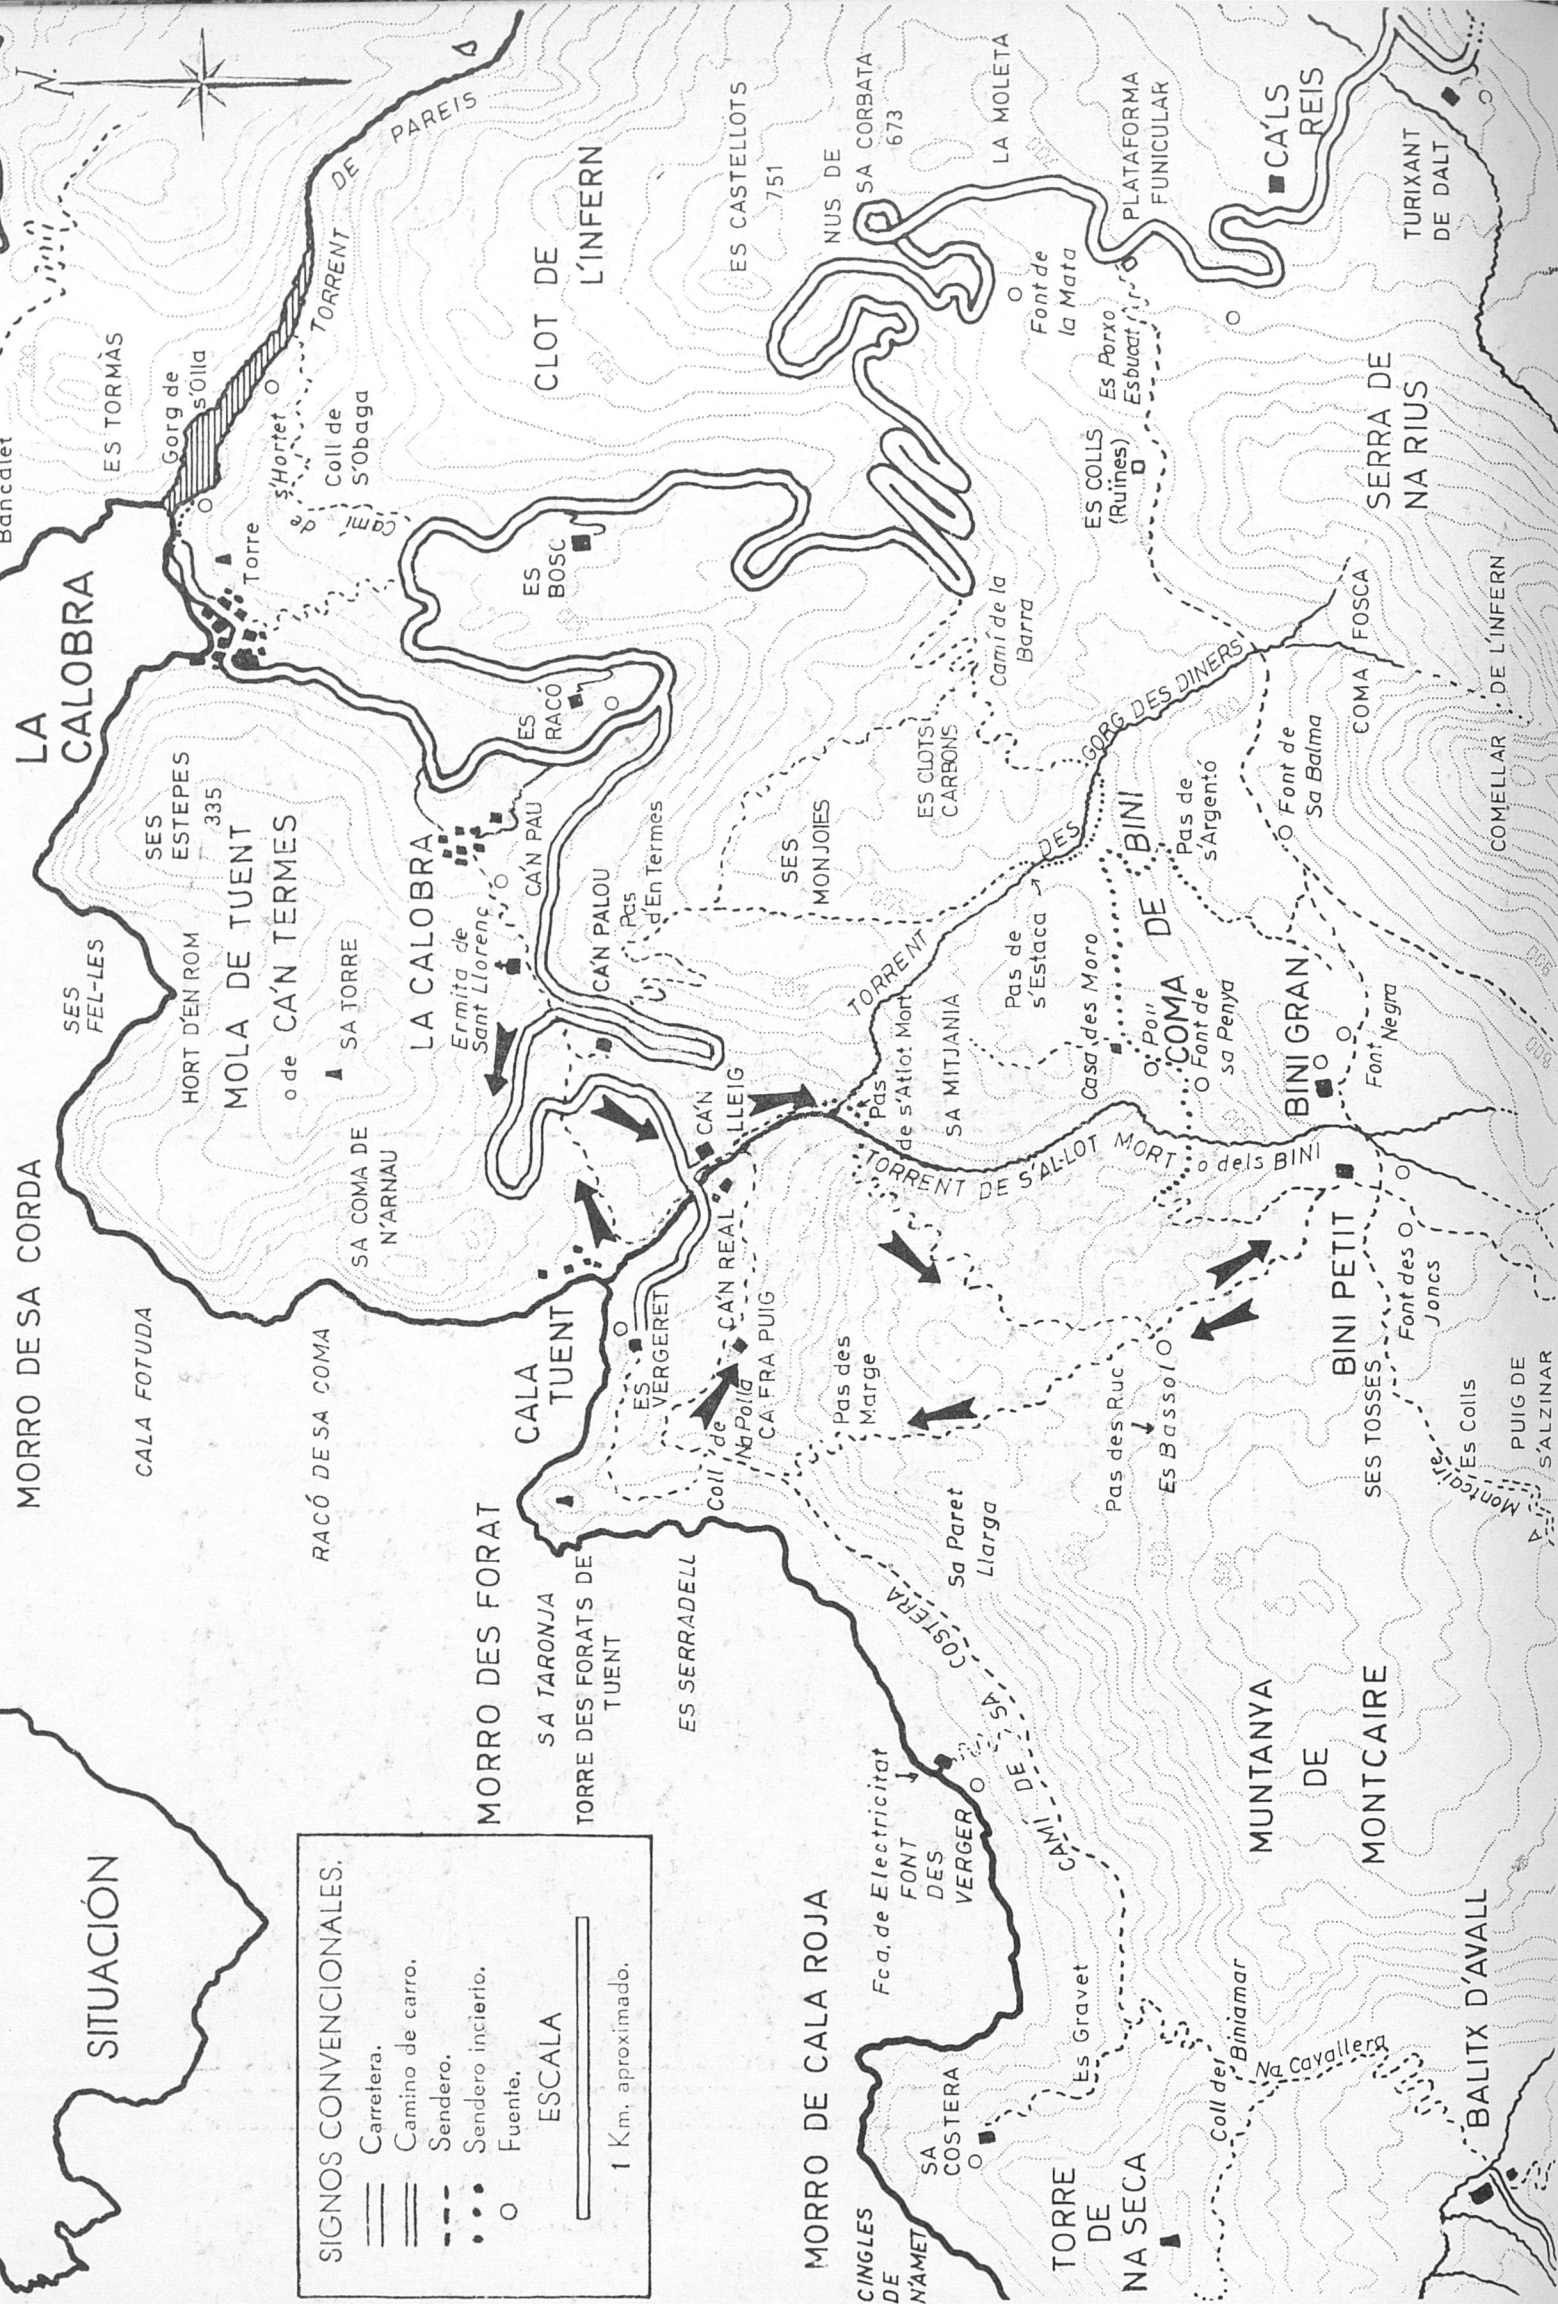 N.
SITUACIÓN
SIGNOS CONVENCIONALES.
Carretera.
Camino de carro.
Sendero.
Sendero incierto.
Fuente.
ESCALA
1 Km. aproximado.
MORRO DE SA CORDA
CALA FOTUDA
RACÓ DE SA COMA
MORRO DES FORAT
SA TARONJA
TORRE DES FORATS DE
TUENT
ES SERRADELL
CALA
TUENT
SES
FEL-LES
HORT D'EN ROM
MOLA DE TUENT
o de CA'N TERMES
SES
ESTEPES
335
SA TORRE
SA COMA DE
N'ARNAU
LA
CALOBRA
Bancalet
ES TORMÀS
Gorg de
s'Olla
TORRENT
DE
PAREIS
Torre
Camí
de
s'Hortet
Coll de
s'Obaga
CLOT DE
L'INFERN
ES CASTELLOTS
751
NUS DE
SA CORBATA
673
LA MOLETA
PLATAFORMA
FUNICULAR
CA'LS
REIS
TURIXANT
DE DALT
Font de
la Mata
Es Porxo
Esbucat
ES COLLS
(Ruïnes)
SERRA DE
NA RIUS
ES
BOSC
ES
RACÓ
LA CALOBRA
Ermita de
Sant Llorenç
CA'N PAU
CA'N PALOU
Pas
d'En Termes
SES
MONJOIES
ES CLOTS
CARBONS
Camí de la
Barra
TORRENT
DES
GORG DES DINERS
700
COMA FOSCA
COMELLAR DE L'INFERN
Font de
Sa Balma
Pas de
s'Argentó
COMA
DE
BINI
Pas de
s'Estaca
Casa des Moro
Poil
Font de
sa Penya
BINI GRAN
Font
Negra
900
SA MITJANIA
Pas
de s'Atlot Mort
CA'N
LLEIG
TORRENT DE S'AL·LOT MORT o dels BINI
CA'N REAL
CA FRA PUIG
ES
VERGERET
Coll de
Na Polla
Pas des
Marge
Pas des Ruc
Es Bassol
BINI PETIT
SES TOSSES
Font des
Joncs
Es Colls
Montcaire
PUIG DE
S'ALZINAR
Sa Paret
Llarga
CAMÍ DE SA COSTERA
MUNTANYA
DE
MONTCAIRE
Fca. de Electricitat
FONT
DES
VERGER
MORRO DE CALA ROJA
CINGLES
DE
N'AMET
SA
COSTERA
Es Gravet
TORRE
DE
NA SECA
Coll de
Biniamar
Na Cavallera
BALITX D'AVALL